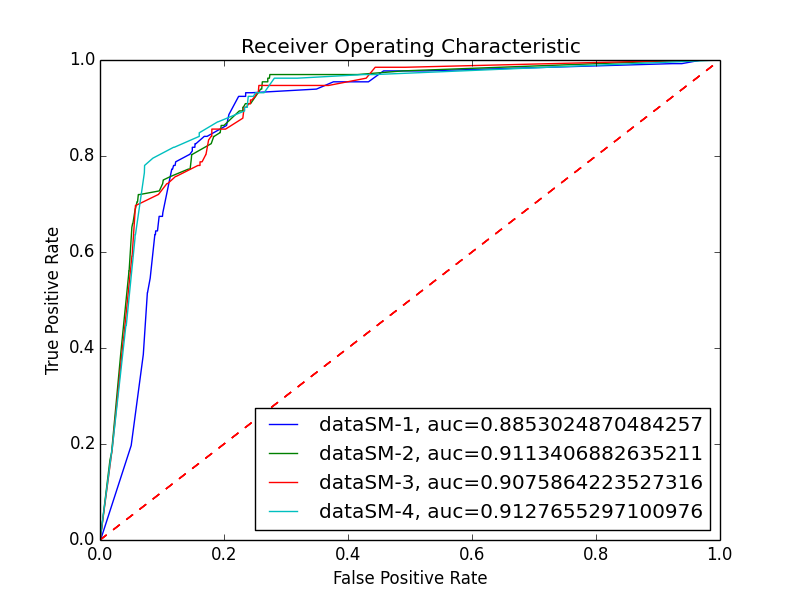 Receiver Operating Characteristic
1.0
0.8
0.6
0.4
0.2
0.0
True Positive Rate
dataSM-1, auc=0.8853024870484257
dataSM-2, auc=0.9113406882635211
dataSM-3, auc=0.9075864223527316
dataSM-4, auc=0.9127655297100976
0.0 0.2 0.4 0.6 0.8 1.0
False Positive Rate